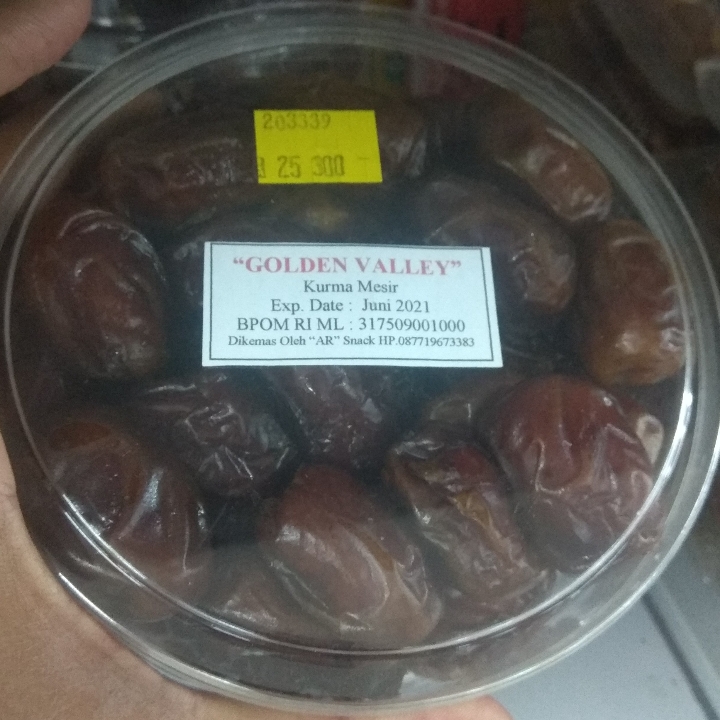 203339
25 300
“GOLDEN VALLEY”
Kurma Mesir
Exp. Date : Juni 2021
BPOM RI ML : 317509001000
Dikemas Oleh “AR” Snack HP.087719673383